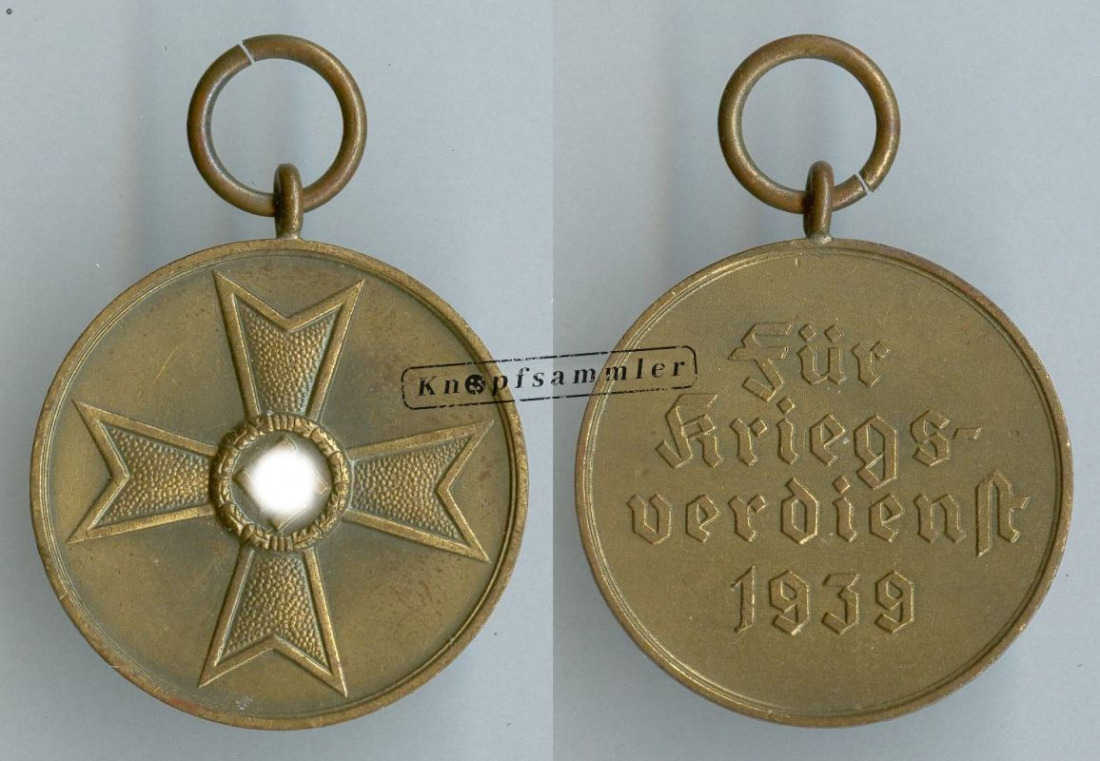 Knopfsammler
Für
Kriegs-
verdienst
1939